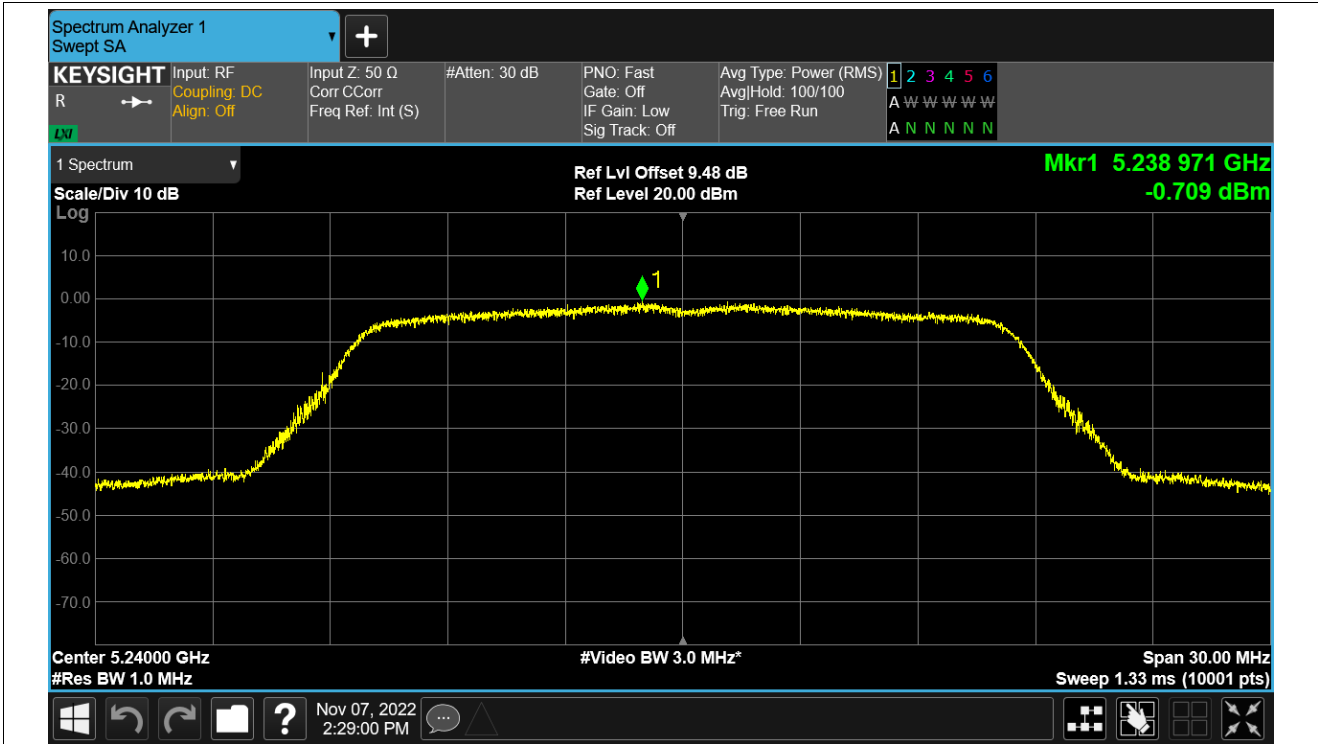 Spectrum Analyzer 1
Swept SA
+
KEYSIGHT
R
LXI
Input: RF
Coupling: DC
Align: Off
Input Z: 50 Ω
Corr CCorr
Freq Ref: Int (S)
#Atten: 30 dB
PNO: Fast
Gate: Off
IF Gain: Low
Sig Track: Off
Avg Type: Power (RMS)
Avg|Hold: 100/100
Trig: Free Run
1 2 3 4 5 6
A W W W W W
A N N N N N
1 Spectrum
Scale/Div 10 dB
Log
Ref Lvl Offset 9.48 dB
Ref Level 20.00 dBm
Mkr1 5.238 971 GHz
-0.709 dBm
1
10.0
0.00
-10.0
-20.0
-30.0
-40.0
-50.0
-60.0
-70.0
Center 5.24000 GHz
#Res BW 1.0 MHz
#Video BW 3.0 MHz*
Span 30.00 MHz
Sweep 1.33 ms (10001 pts)
?
Nov 07, 2022
2:29:00 PM